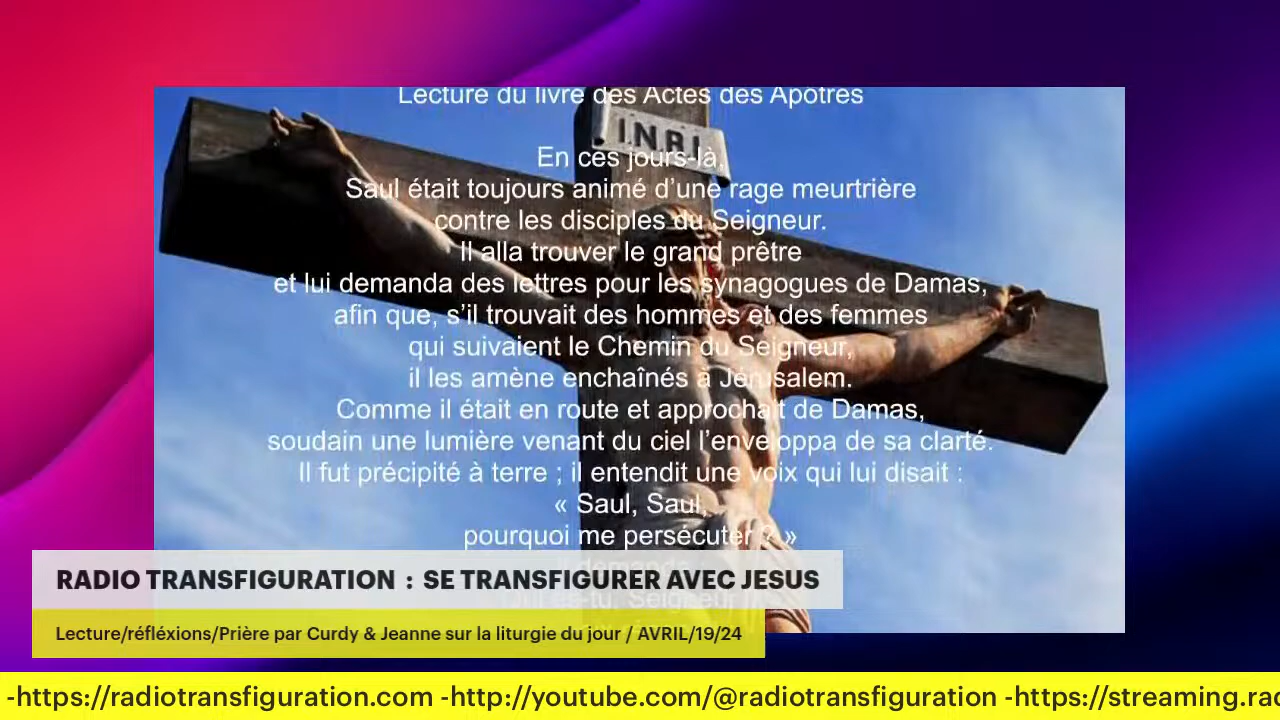 Lecture du livre des Actes des Apôtres
I.N.R.I.
En ces jours-là,
Saul était toujours animé d’une rage meurtrière
contre les disciples du Seigneur.
Il alla trouver le grand prêtre
et lui demanda des lettres pour les synagogues de Damas,
afin que, s’il trouvait des hommes et des femmes
qui suivaient le Chemin du Seigneur,
il les amène enchaînés à Jérusalem.
Comme il était en route et approchait de Damas,
soudain une lumière venant du ciel l’enveloppa de sa clarté.
Il fut précipité à terre ; il entendit une voix qui lui disait :
« Saul, Saul,
pourquoi me persécuter ? »
RADIO TRANSFIGURATION : SE TRANSFIGURER AVEC JESUS
Lecture/réfléxions/Prière par Curdy & Jeanne sur la liturgie du jour / AVRIL/19/24
-https://radiotransfiguration.com -http://youtube.com/@radiotransfiguration -https://streaming.rad